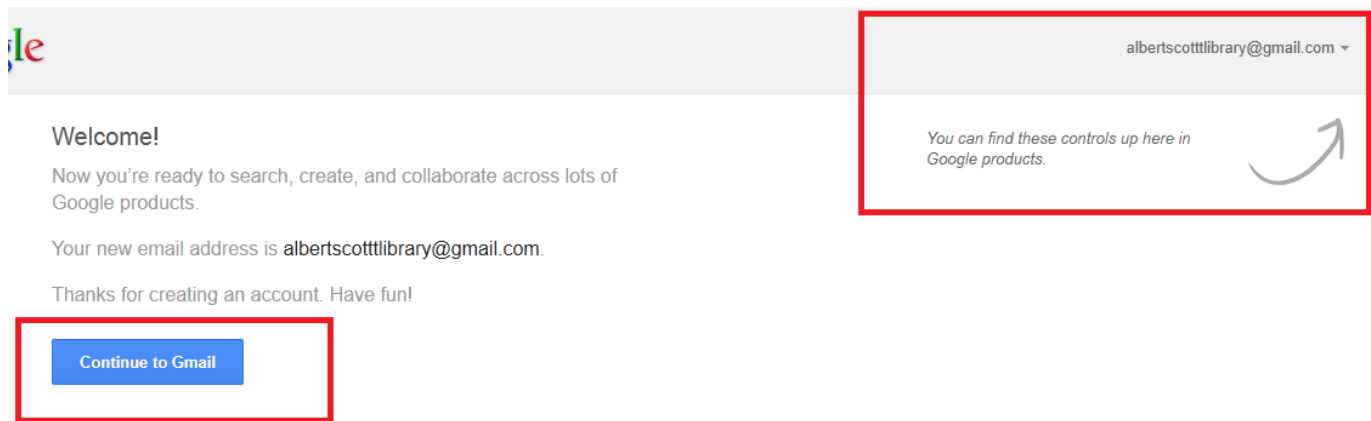 gle
albertscotttlibrary@gmail.com
Welcome!
You can find these controls up here in
Google products.
Now you're ready to search, create, and collaborate across lots of
Google products.
Your new email address is albertscotttlibrary@gmail.com.
Thanks for creating an account. Have fun!
Continue to Gmail